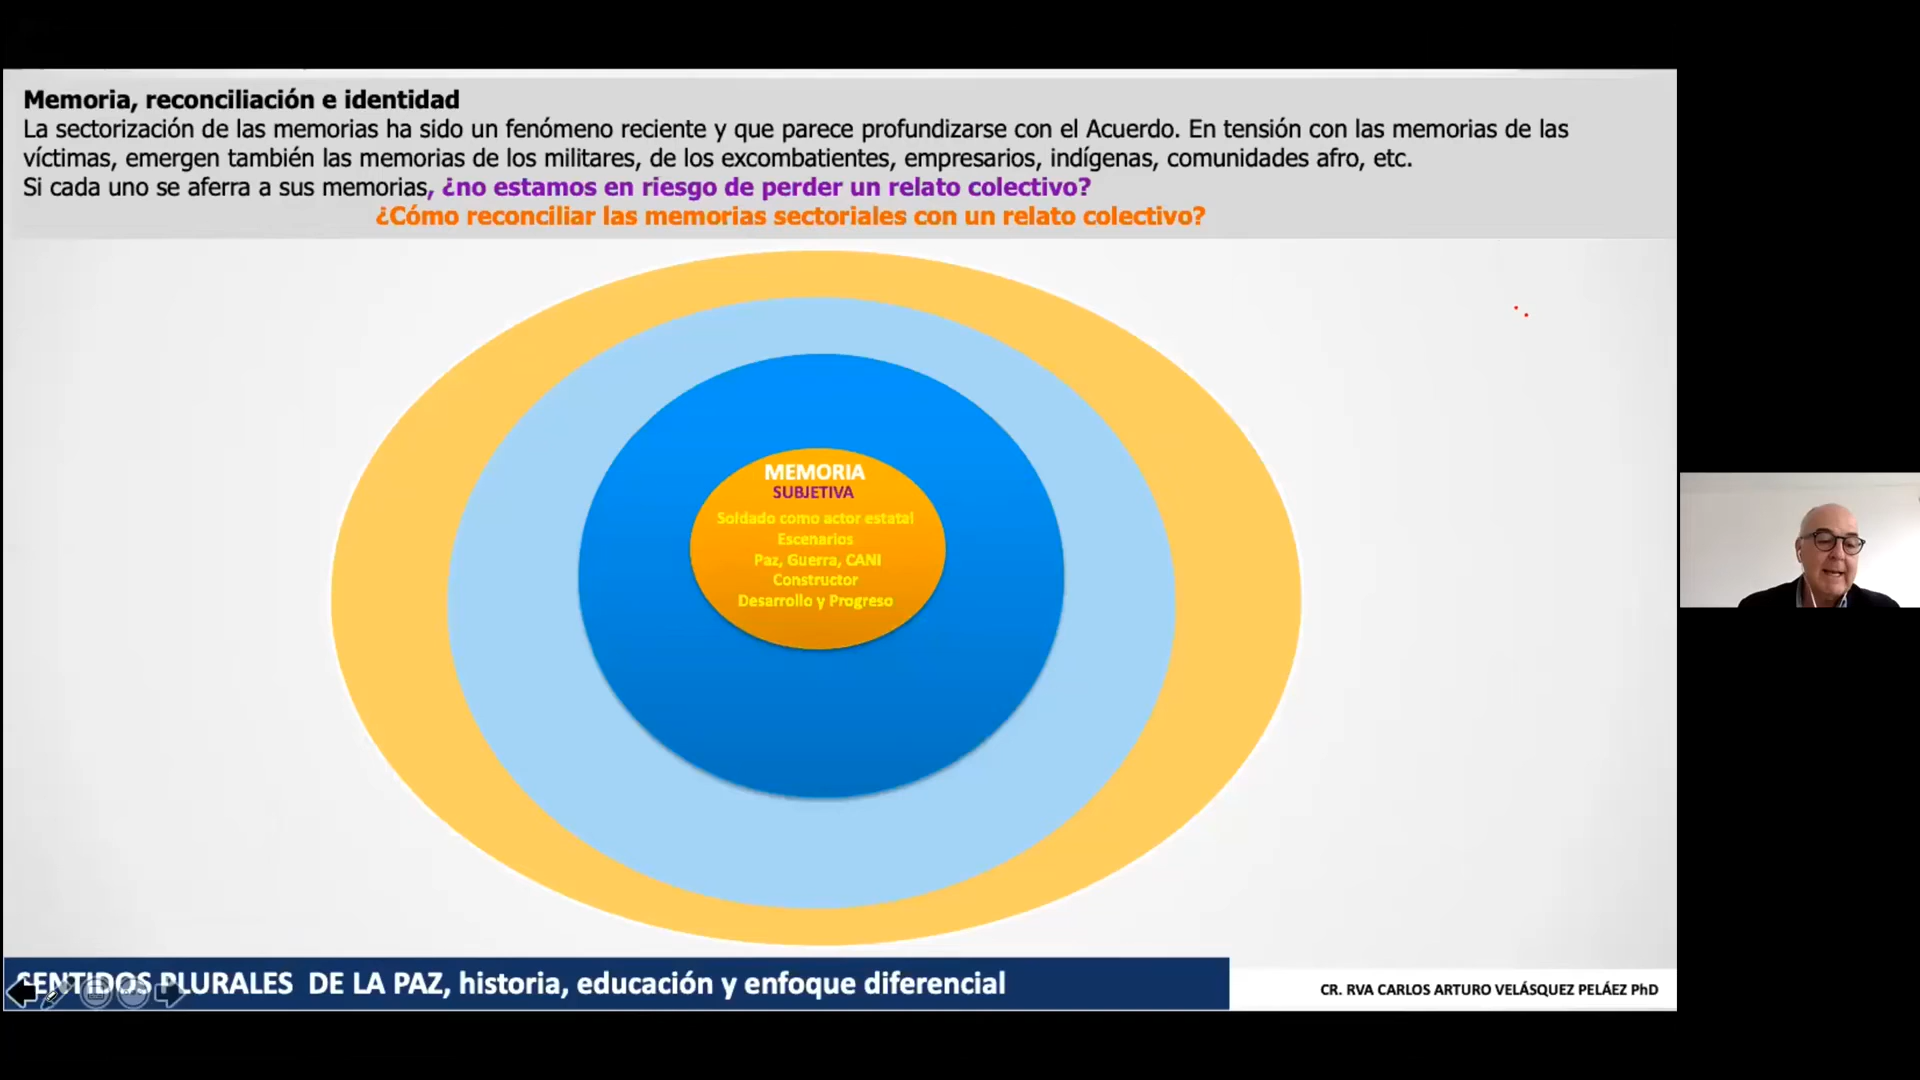 Memoria, reconciliación e identidad
La sectorización de las memorias ha sido un fenómeno reciente y que parece profundizarse con el Acuerdo. En tensión con las memorias de las
víctimas, emergen también las memorias de los militares, de los excombatientes, empresarios, indígenas, comunidades afro, etc.
Si cada uno se aferra a sus memorias, ¿no estamos en riesgo de perder un relato colectivo?
¿Cómo reconciliar las memorias sectoriales con un relato colectivo?
MEMORIA
SUBJETIVA
Soldado como actor estatal
Escenarios
Paz, Guerra, CANI
Constructor
Desarrollo y Progreso
SENTIDOS PLURALES DE LA PAZ, historia, educación y enfoque diferencial
CR. RVA CARLOS ARTURO VELÁSQUEZ PELÁEZ PhD